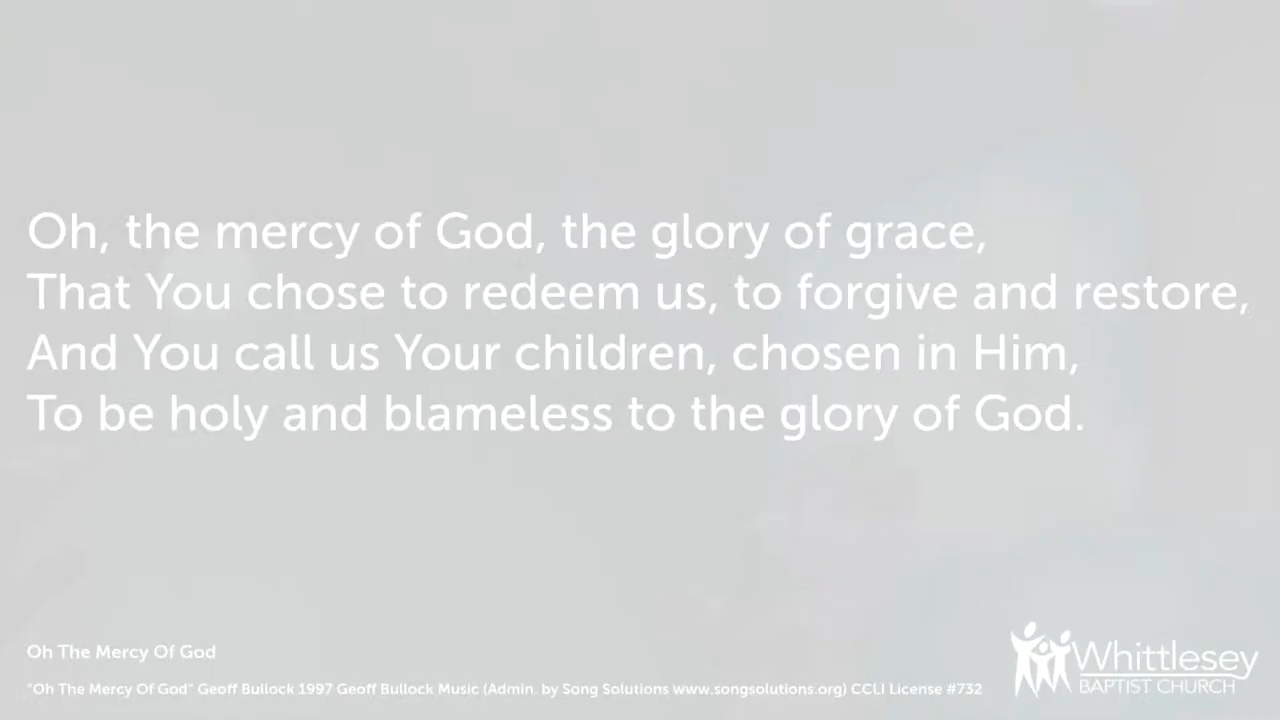 Oh, the mercy of God, the glory of grace,
That You chose to redeem us, to forgive and restore,
And You call us Your children, chosen in Him,
To be holy and blameless to the glory of God.
Oh The Mercy Of God
"Oh The Mercy Of God" Geoff Bullock 1997 Geoff Bullock Music (Admin. by Song Solutions www.songsolutions.org) CCLI License #732
Whittlesey
BAPTIST CHURCH